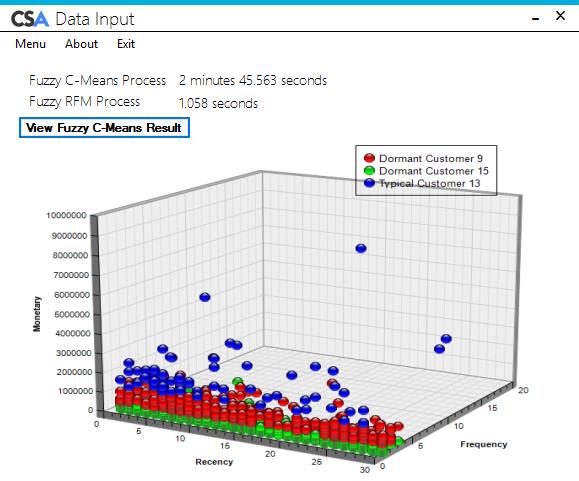 CSA Data Input
Menu About Exit
Fuzzy C-Means Process 2 minutes 45.563 seconds
Fuzzy RFM Process 1.058 seconds
View Fuzzy C-Means Result
Dormant Customer 9
Dormant Customer 15
Typical Customer 13
10000000
9000000
8000000
7000000
6000000
5000000
4000000
3000000
2000000
1000000
0
Monetary
0
5
10
15
20
25
30
Recency
0
5
10
15
20
Frequency